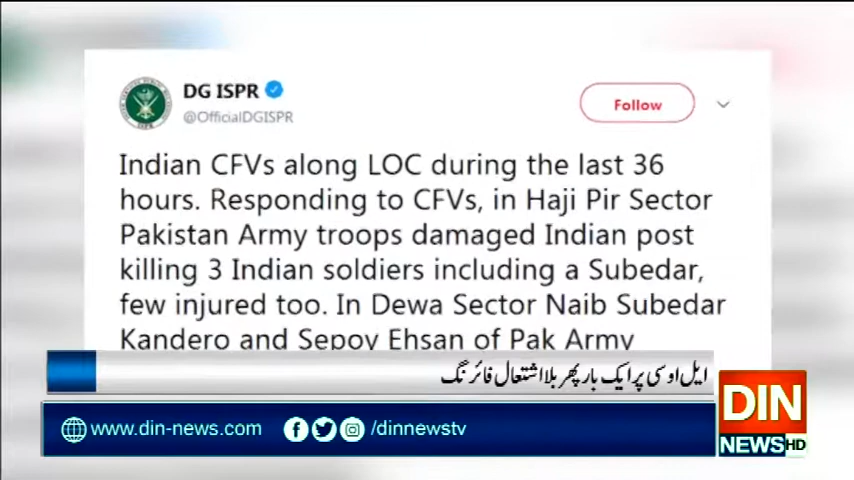 DG ISPR
@OfficialDGISPR
Follow
Indian CFVs along LOC during the last 36
hours. Responding to CFVs, in Haji Pir Sector
Pakistan Army troops damaged Indian post
killing 3 Indian soldiers including a Subedar,
few injured too. In Dewa Sector Naib Subedar
Kandero and Sepoy Ehsan of Pak Army
ایل او سی پر ایک بار پھر بلا اشتعال فائرنگ
www.din-news.com
/dinnewstv
DIN
NEWS HD